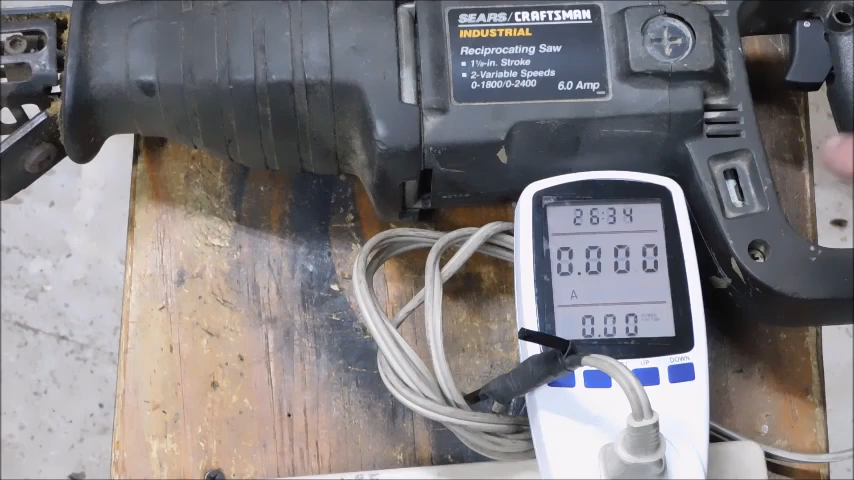 SEARS/CRAFTSMAN
INDUSTRIAL
Reciprocating Saw
■ 1⅛-in. Stroke
■ 2-Variable Speeds
0-1800/0-2400 6.0 Amp
26:34
0.000
A
0.00
UP
DOWN